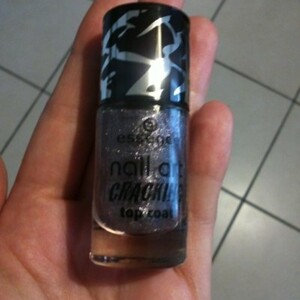 essence
nail art
CRACKING
top coat